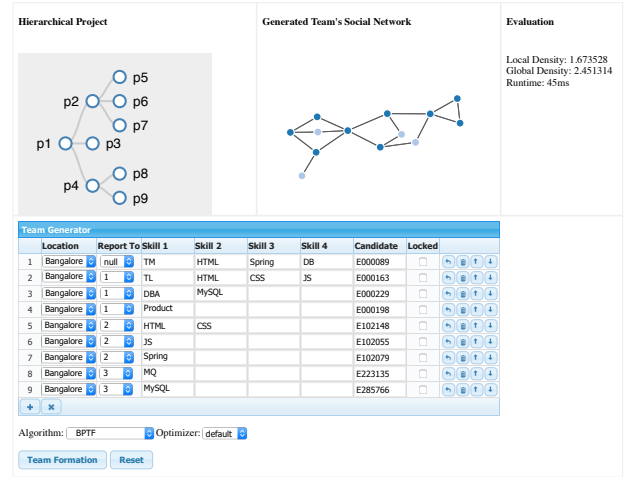 Hierarchical Project
Generated Team's Social Network
Evaluation
Local Density: 1.673528
Global Density: 2.451314
Runtime: 45ms
p5
p2
p6
p7
p1
p3
p8
p4
p9
Team Generator
Location Report To Skill 1 Skill 2 Skill 3 Skill 4 Candidate Locked
1 Bangalore null TM HTML Spring DB E000089
2 Bangalore 1 TL HTML CSS JS E000163
3 Bangalore 1 DBA MySQL E000229
4 Bangalore 1 Product E000198
5 Bangalore 2 HTML CSS E102148
6 Bangalore 2 JS E102055
7 Bangalore 2 Spring E102079
8 Bangalore 3 MQ E223135
9 Bangalore 3 MySQL E285766
Algorithm: BPTF Optimizer: default
Team Formation Reset